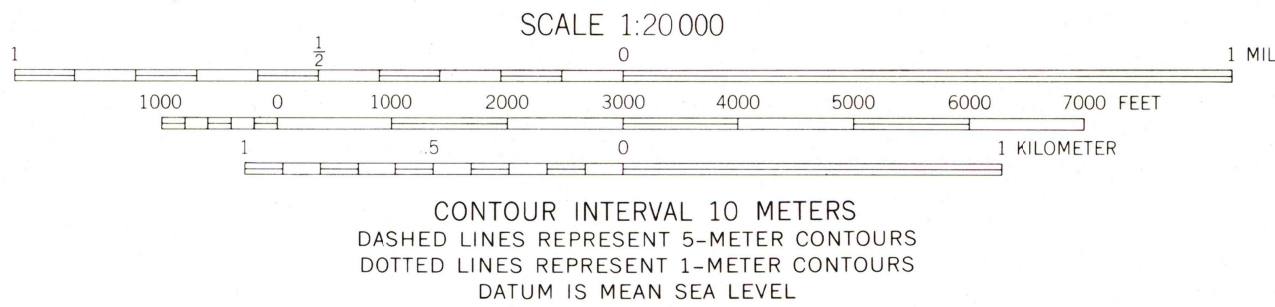 SCALE 1:20 000
1 1/2 0 1 MIL
1000 0 1000 2000 3000 4000 5000 6000 7000 FEET
1 .5 0 1 KILOMETER
CONTOUR INTERVAL 10 METERS
DASHED LINES REPRESENT 5-METER CONTOURS
DOTTED LINES REPRESENT 1-METER CONTOURS
DATUM IS MEAN SEA LEVEL